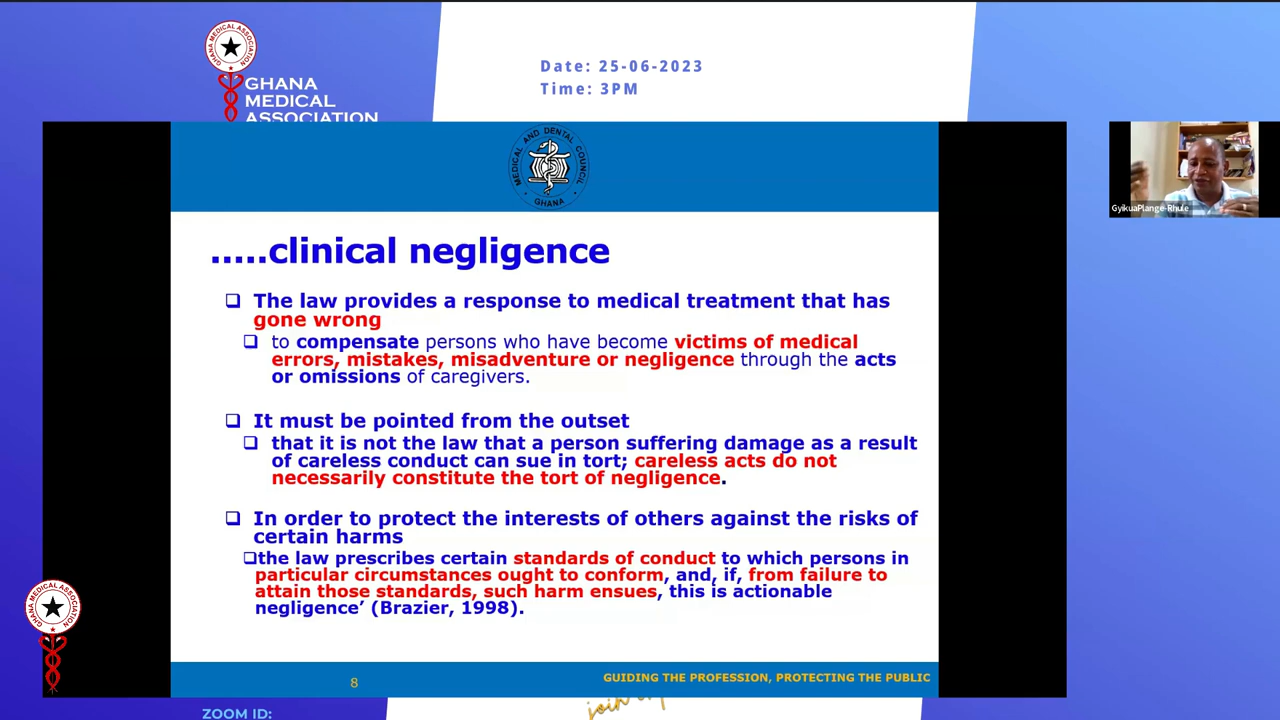 Date: 25-06-2023
Time: 3PM
GHANA MEDICAL ASSOCIATION
GHANA
MEDICAL
ASSOCIATION
MEDICAL AND DENTAL COUNCIL
GHANA
GyikuaPlange-Rhule
.....clinical negligence
The law provides a response to medical treatment that has
gone wrong
to compensate persons who have become victims of medical
errors, mistakes, misadventure or negligence through the acts
or omissions of caregivers.
It must be pointed from the outset
that it is not the law that a person suffering damage as a result
of careless conduct can sue in tort; careless acts do not
necessarily constitute the tort of negligence.
In order to protect the interests of others against the risks of
certain harms
the law prescribes certain standards of conduct to which persons in
particular circumstances ought to conform, and, if, from failure to
attain those standards, such harm ensues, this is actionable
negligence’ (Brazier, 1998).
GHANA MEDICAL ASSOCIATION
8
GUIDING THE PROFESSION, PROTECTING THE PUBLIC
ZOOM ID:
join